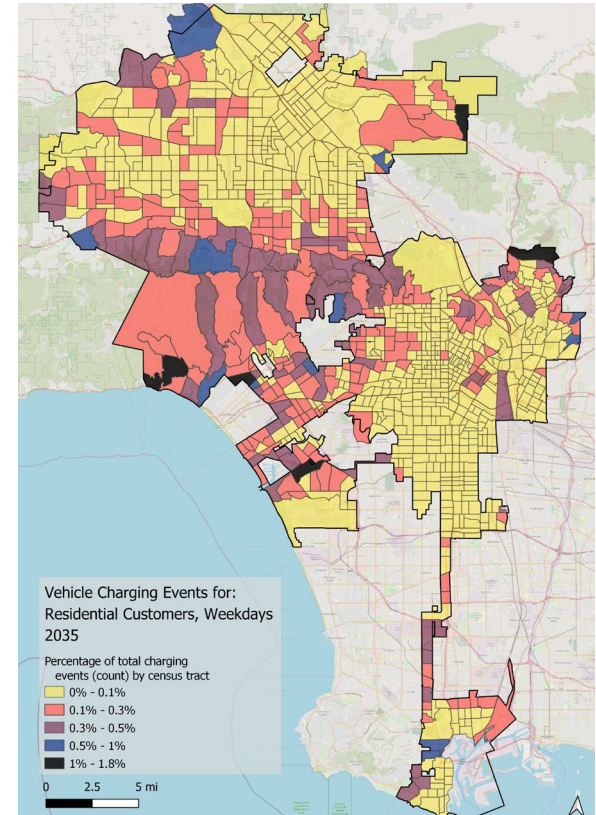 Vehicle Charging Events for:
Residential Customers, Weekdays
2035
Percentage of total charging
events (count) by census tract
0% - 0.1%
0.1% - 0.3%
0.3% - 0.5%
0.5% - 1%
1% - 1.8%
0 2.5 5 mi